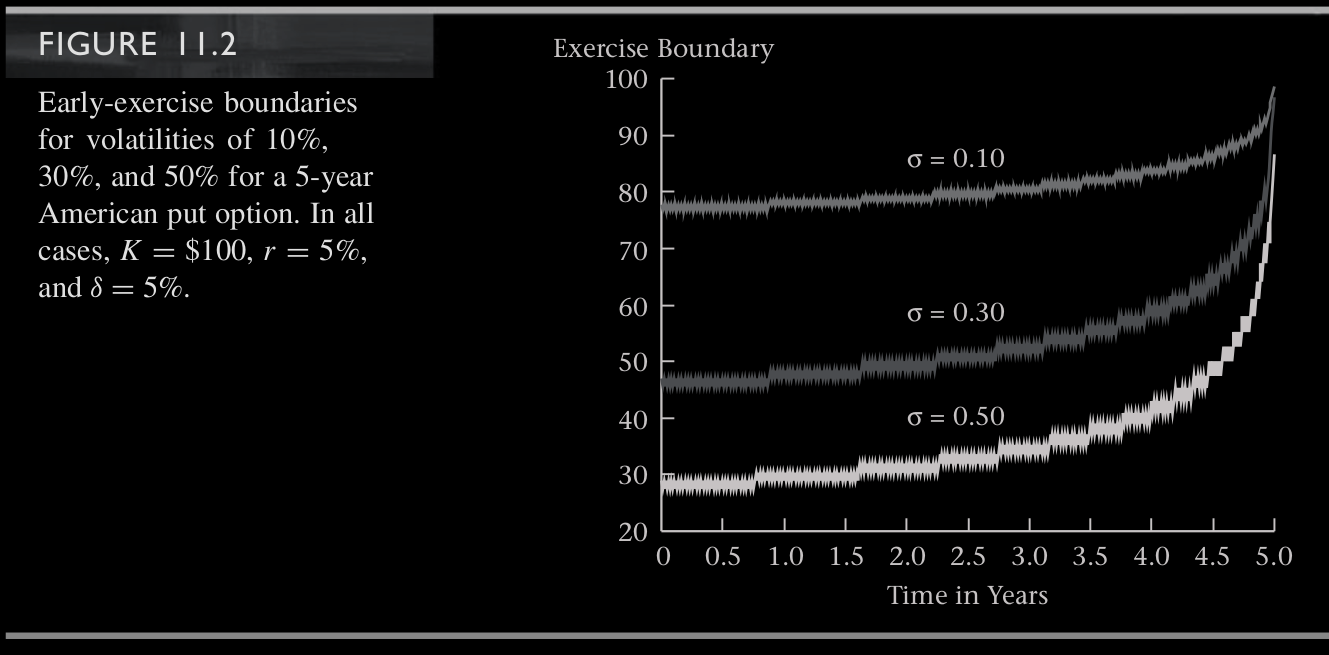 FIGURE 11.2
Early-exercise boundaries
for volatilities of 10%,
30%, and 50% for a 5-year
American put option. In all
cases, K = $100, r = 5%,
and δ = 5%.
Exercise Boundary
100
90
80
70
60
50
40
30
20
σ = 0.10
σ = 0.30
σ = 0.50
0 0.5 1.0 1.5 2.0 2.5 3.0 3.5 4.0 4.5 5.0
Time in Years